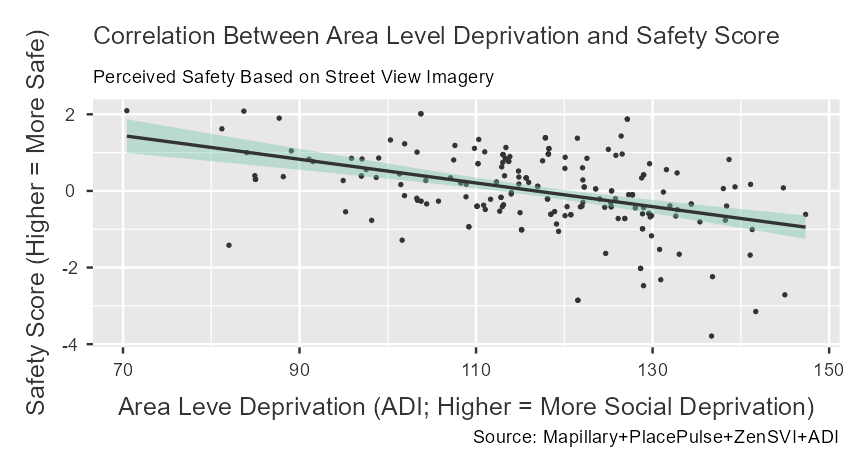 Correlation Between Area Level Deprivation and Safety Score
Perceived Safety Based on Street View Imagery
Safety Score (Higher = More Safe)
2
0
-2
-4
70 90 110 130 150
Area Leve Deprivation (ADI; Higher = More Social Deprivation)
Source: Mapillary+PlacePulse+ZenSVI+ADI